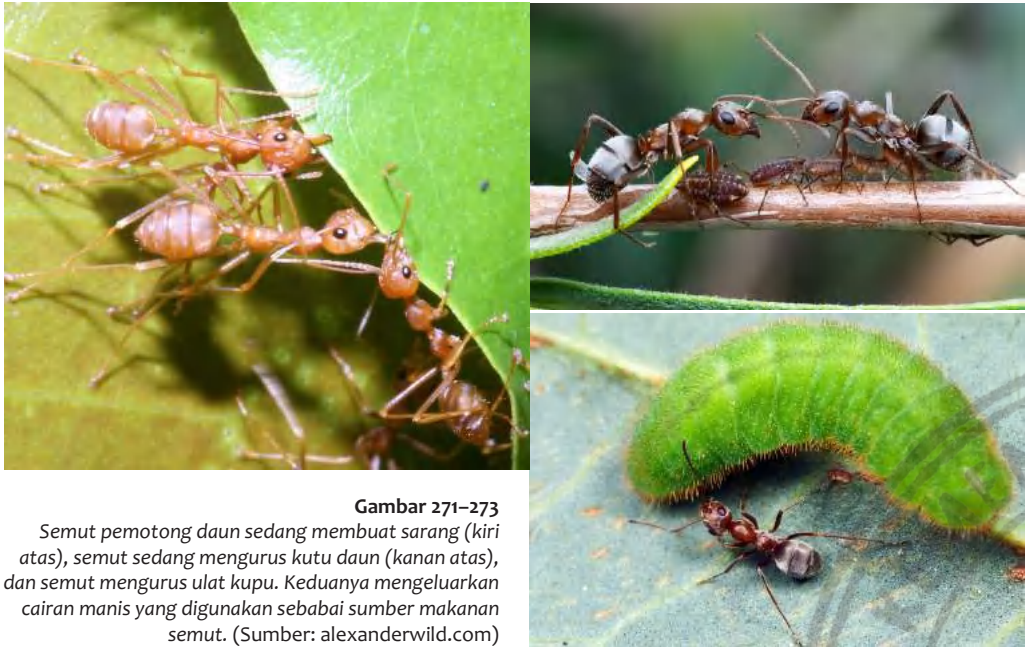 Gambar 271–273
Semut pemotong daun sedang membuat sarang (kiri
atas), semut sedang mengurus kutu daun (kanan atas),
dan semut mengurus ulat kupu. Keduanya mengeluarkan
cairan manis yang digunakan sebabai sumber makanan
semut. (Sumber: alexanderwild.com)